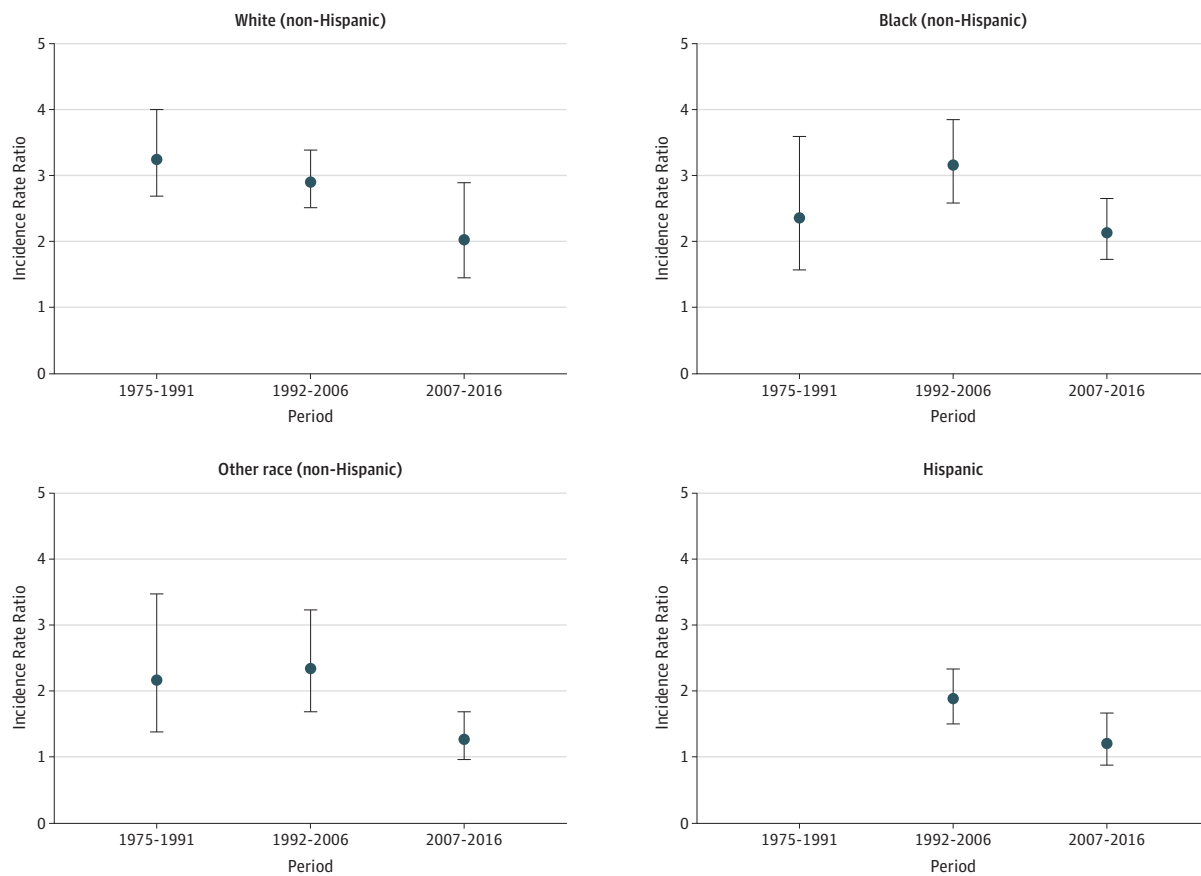 White (non-Hispanic)
5
4
3
2
1
0
Incidence Rate Ratio
1975-1991 1992-2006 2007-2016
Period
Black (non-Hispanic)
5
4
3
2
1
0
Incidence Rate Ratio
1975-1991 1992-2006 2007-2016
Period
Other race (non-Hispanic)
5
4
3
2
1
0
Incidence Rate Ratio
1975-1991 1992-2006 2007-2016
Period
Hispanic
5
4
3
2
1
0
Incidence Rate Ratio
1975-1991 1992-2006 2007-2016
Period